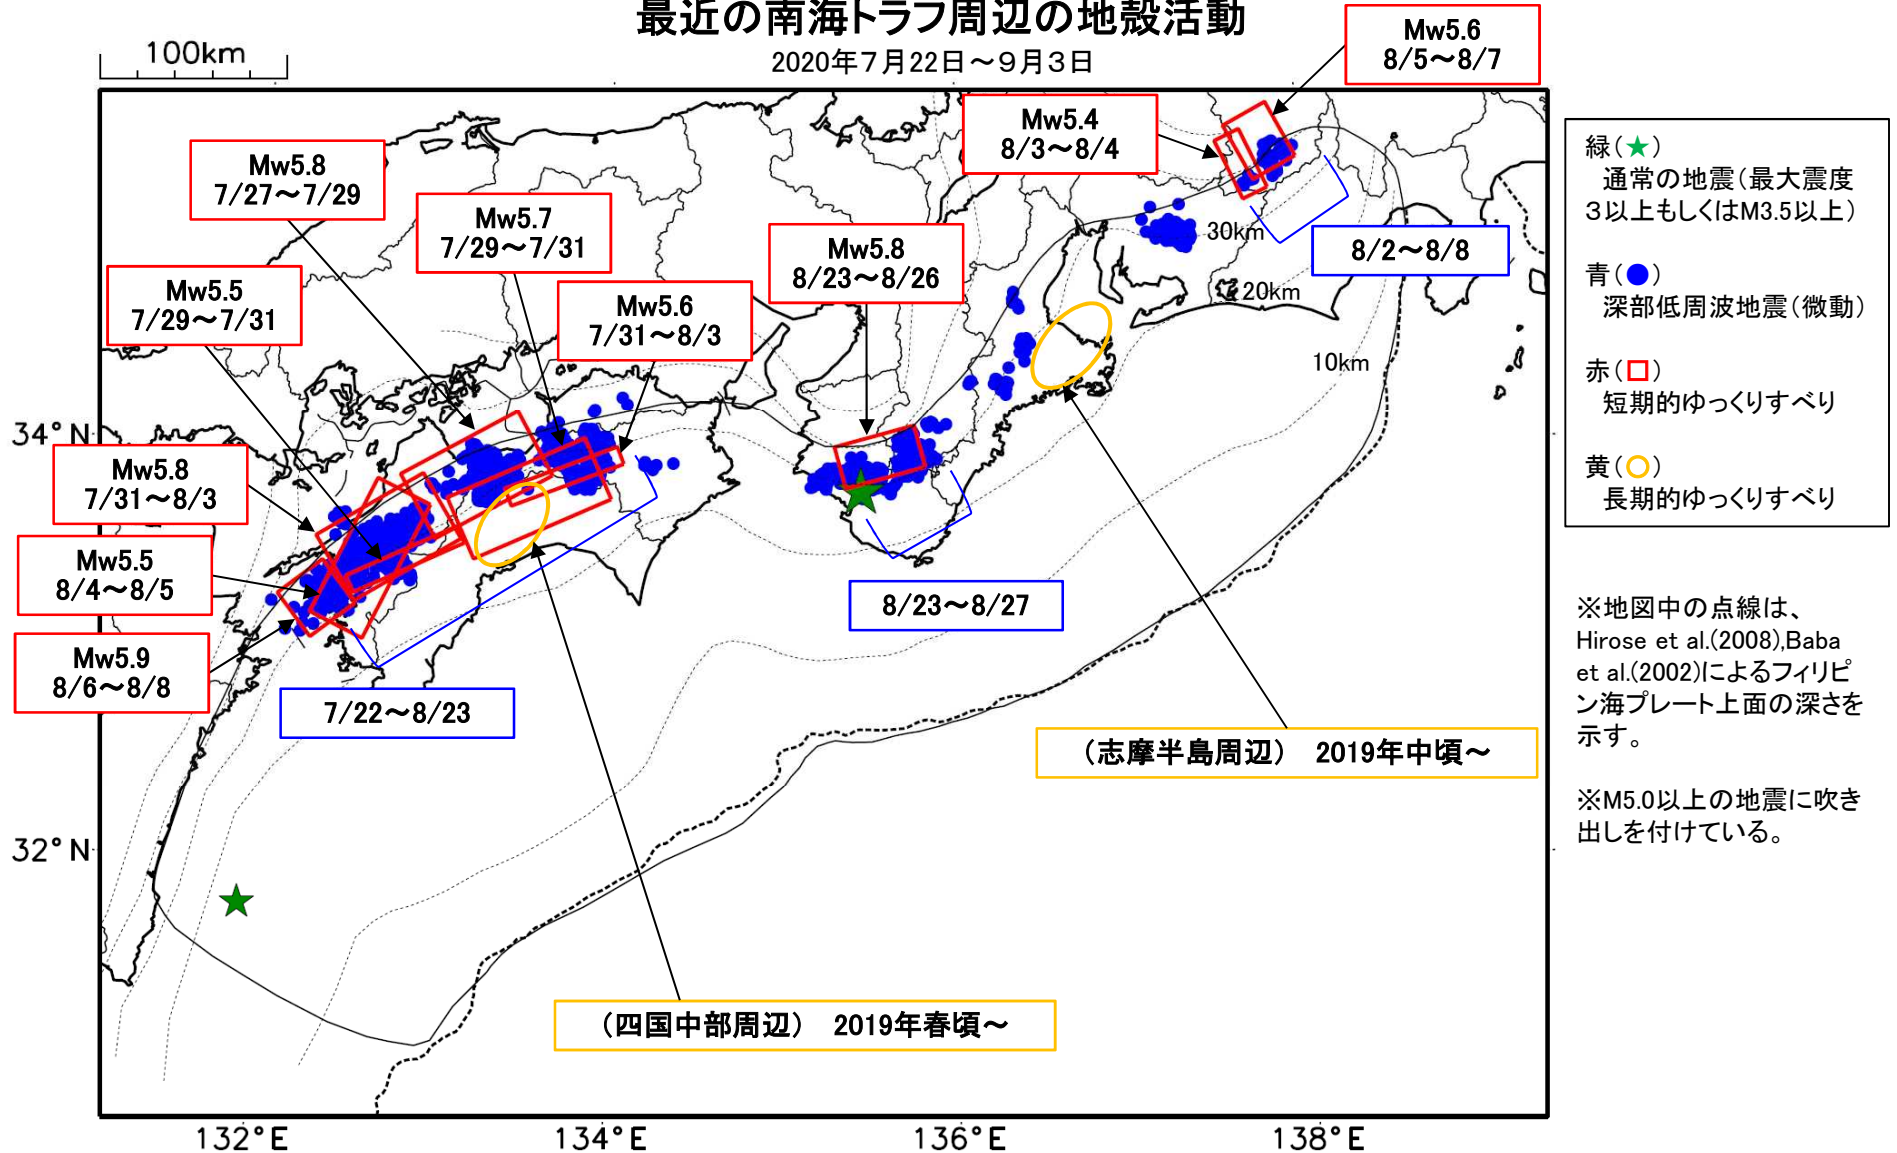 最近の南海トラフ周辺の地殻活動
2020年7月22日～9月3日
100km
Mw5.6
8/5～8/7
Mw5.4
8/3～8/4
Mw5.8
7/27～7/29
Mw5.7
7/29～7/31
Mw5.8
8/23～8/26
8/2～8/8
Mw5.5
7/29～7/31
Mw5.6
7/31～8/3
30km
20km
10km
34°N
Mw5.8
7/31～8/3
Mw5.5
8/4～8/5
Mw5.9
8/6～8/8
8/23～8/27
7/22～8/23
（志摩半島周辺） 2019年中頃～
32°N
（四国中部周辺） 2019年春頃～
132°E
134°E
136°E
138°E
緑（★）
通常の地震（最大震度
３以上もしくはM3.5以上）
青（●）
深部低周波地震（微動）
赤（□）
短期的ゆっくりすべり
黄（○）
長期的ゆっくりすべり
※地図中の点線は、
Hirose et al.(2008),Baba
et al.(2002)によるフィリピ
ン海プレート上面の深さを
示す。
※M5.0以上の地震に吹き
出しを付けている。